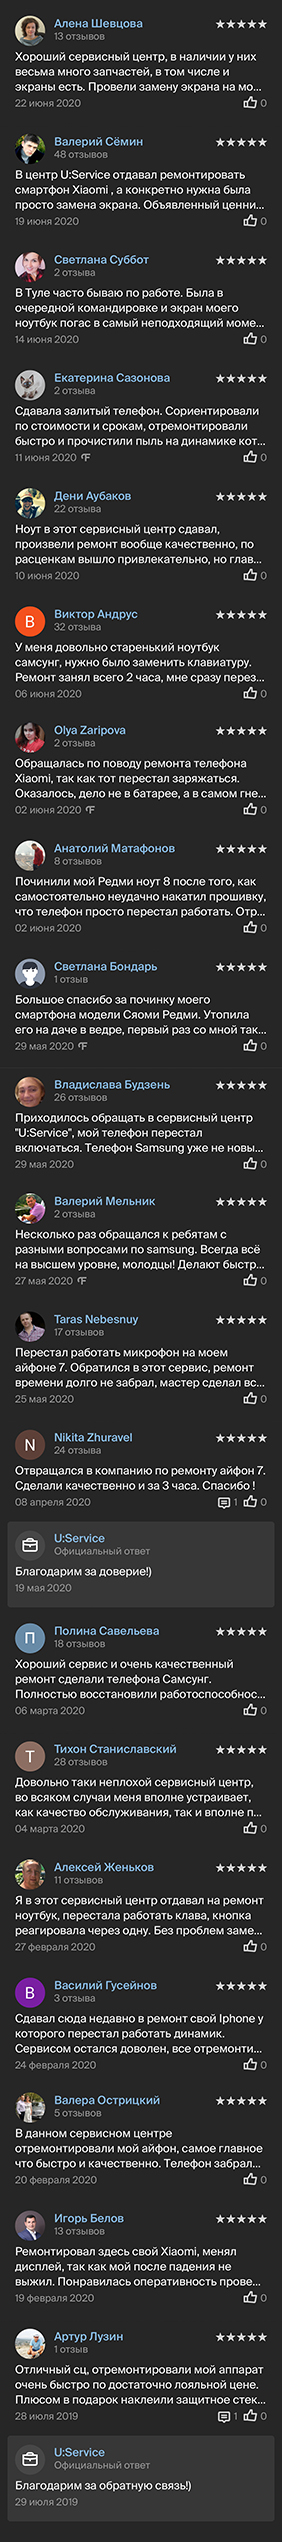 Алена Шевцова
13 отзывов
Хороший сервисный центр, в наличии у них
весьма много запчастей, в том числе и
экраны есть. Провели замену экрана на мо...
22 июня 2020 0
Валерий Сёмин
48 отзывов
В центр U:Service отдавал ремонтировать
смартфон Xiaomi , а конкретно нужна была
просто замена экрана. Объявленный ценни...
19 июня 2020 0
Светлана Суббот
2 отзыва
В Туле часто бываю по работе. Была в
очередной командировке и экран моего
ноутбук погас в самый неподходящий моме...
14 июня 2020 0
Екатерина Сазонова
2 отзыва
Сдавала залитый телефон. Сориентировали
по стоимости и срокам, отремонтировали
быстро и прочистили пыль на динамике кот...
11 июня 2020 0
Дени Аубаков
22 отзыва
Ноут в этот сервисный центр сдавал,
произвели ремонт вообще качественно, по
расценкам вышло привлекательно, но глав...
10 июня 2020 0
В
Виктор Андрус
32 отзыва
У меня довольно старенький ноутбук
самсунг, нужно было заменить клавиатуру.
Ремонт занял всего 2 часа, мне сразу перез...
06 июня 2020 0
Olya Zaripova
2 отзыва
Обращалась по поводу ремонта телефона
Xiaomi, так как тот перестал заряжаться.
Оказалось, дело не в батарее, а в самом гне...
02 июня 2020 0
Анатолий Матафонов
8 отзывов
Починили мой Редми ноут 8 после того, как
самостоятельно неудачно накатил прошивку,
что телефон просто перестал работать. Отр...
02 июня 2020 0
Светлана Бондарь
1 отзыв
Большое спасибо за починку моего
смартфона модели Сяоми Редми. Утопила
его на даче в ведре, первый раз со мной так...
29 мая 2020 0
Владислава Будзень
26 отзывов
Приходилось обращать в сервисный центр
"U:Service", мой телефон перестал
включаться. Телефон Samsung уже не новы...
29 мая 2020 0
Валерий Мельник
2 отзыва
Несколько раз обращался к ребятам с
разными вопросами по samsung. Всегда всё
на высшем уровне, молодцы! Делают быстр...
27 мая 2020 0
Taras Nebesnuy
17 отзывов
Перестал работать микрофон на моем
айфоне 7. Обратился в этот сервис, ремонт
времени долго не забрал, мастер сделал вс...
25 мая 2020 0
N
Nikita Zhuravel
24 отзыва
Отвращался в компанию по ремонту айфон 7.
Сделали качественно и за 3 часа. Спасибо !
08 апреля 2020 1 0
U:Service
Официальный ответ
Благодарим за доверие!)
19 мая 2020
П
Полина Савельева
18 отзывов
Хороший сервис и очень качественный
ремонт сделали телефона Самсунг.
Полностью восстановили работоспособнос...
06 марта 2020 0
Т
Тихон Станиславский
28 отзывов
Довольно таки неплохой сервисный центр,
во всяком случаи меня вполне устраивает,
как качество обслуживания, так и вполне п...
04 марта 2020 0
Алексей Женьков
11 отзывов
Я в этот сервисный центр отдавал на ремонт
ноутбук, перестала работать клава, кнопка
реагировала через одну. Без проблем заме...
27 февраля 2020 0
В
Василий Гусейнов
3 отзыва
Сдавал сюда недавно в ремонт свой Iphone у
которого перестал работать динамик.
Сервисом остался доволен, все отремонти...
24 февраля 2020 0
Валера Острицкий
5 отзывов
В данном сервисном центре
отремонтировали мой айфон, самое главное
что быстро и качественно. Телефон забрал...
20 февраля 2020 0
Игорь Белов
13 отзывов
Ремонтировал здесь свой Xiaomi, менял
дисплей, так как мой после падения не
выжил. Понравилась оперативность прове...
19 февраля 2020 0
Артур Лузин
1 отзыв
Отличный сц, отремонтировали мой аппарат
очень быстро по достаточно лояльной цене.
Плюсом в подарок наклеили защитное стек...
28 июля 2019 1 0
U:Service
Официальный ответ
Благодарим за обратную связь!)
29 июля 2019